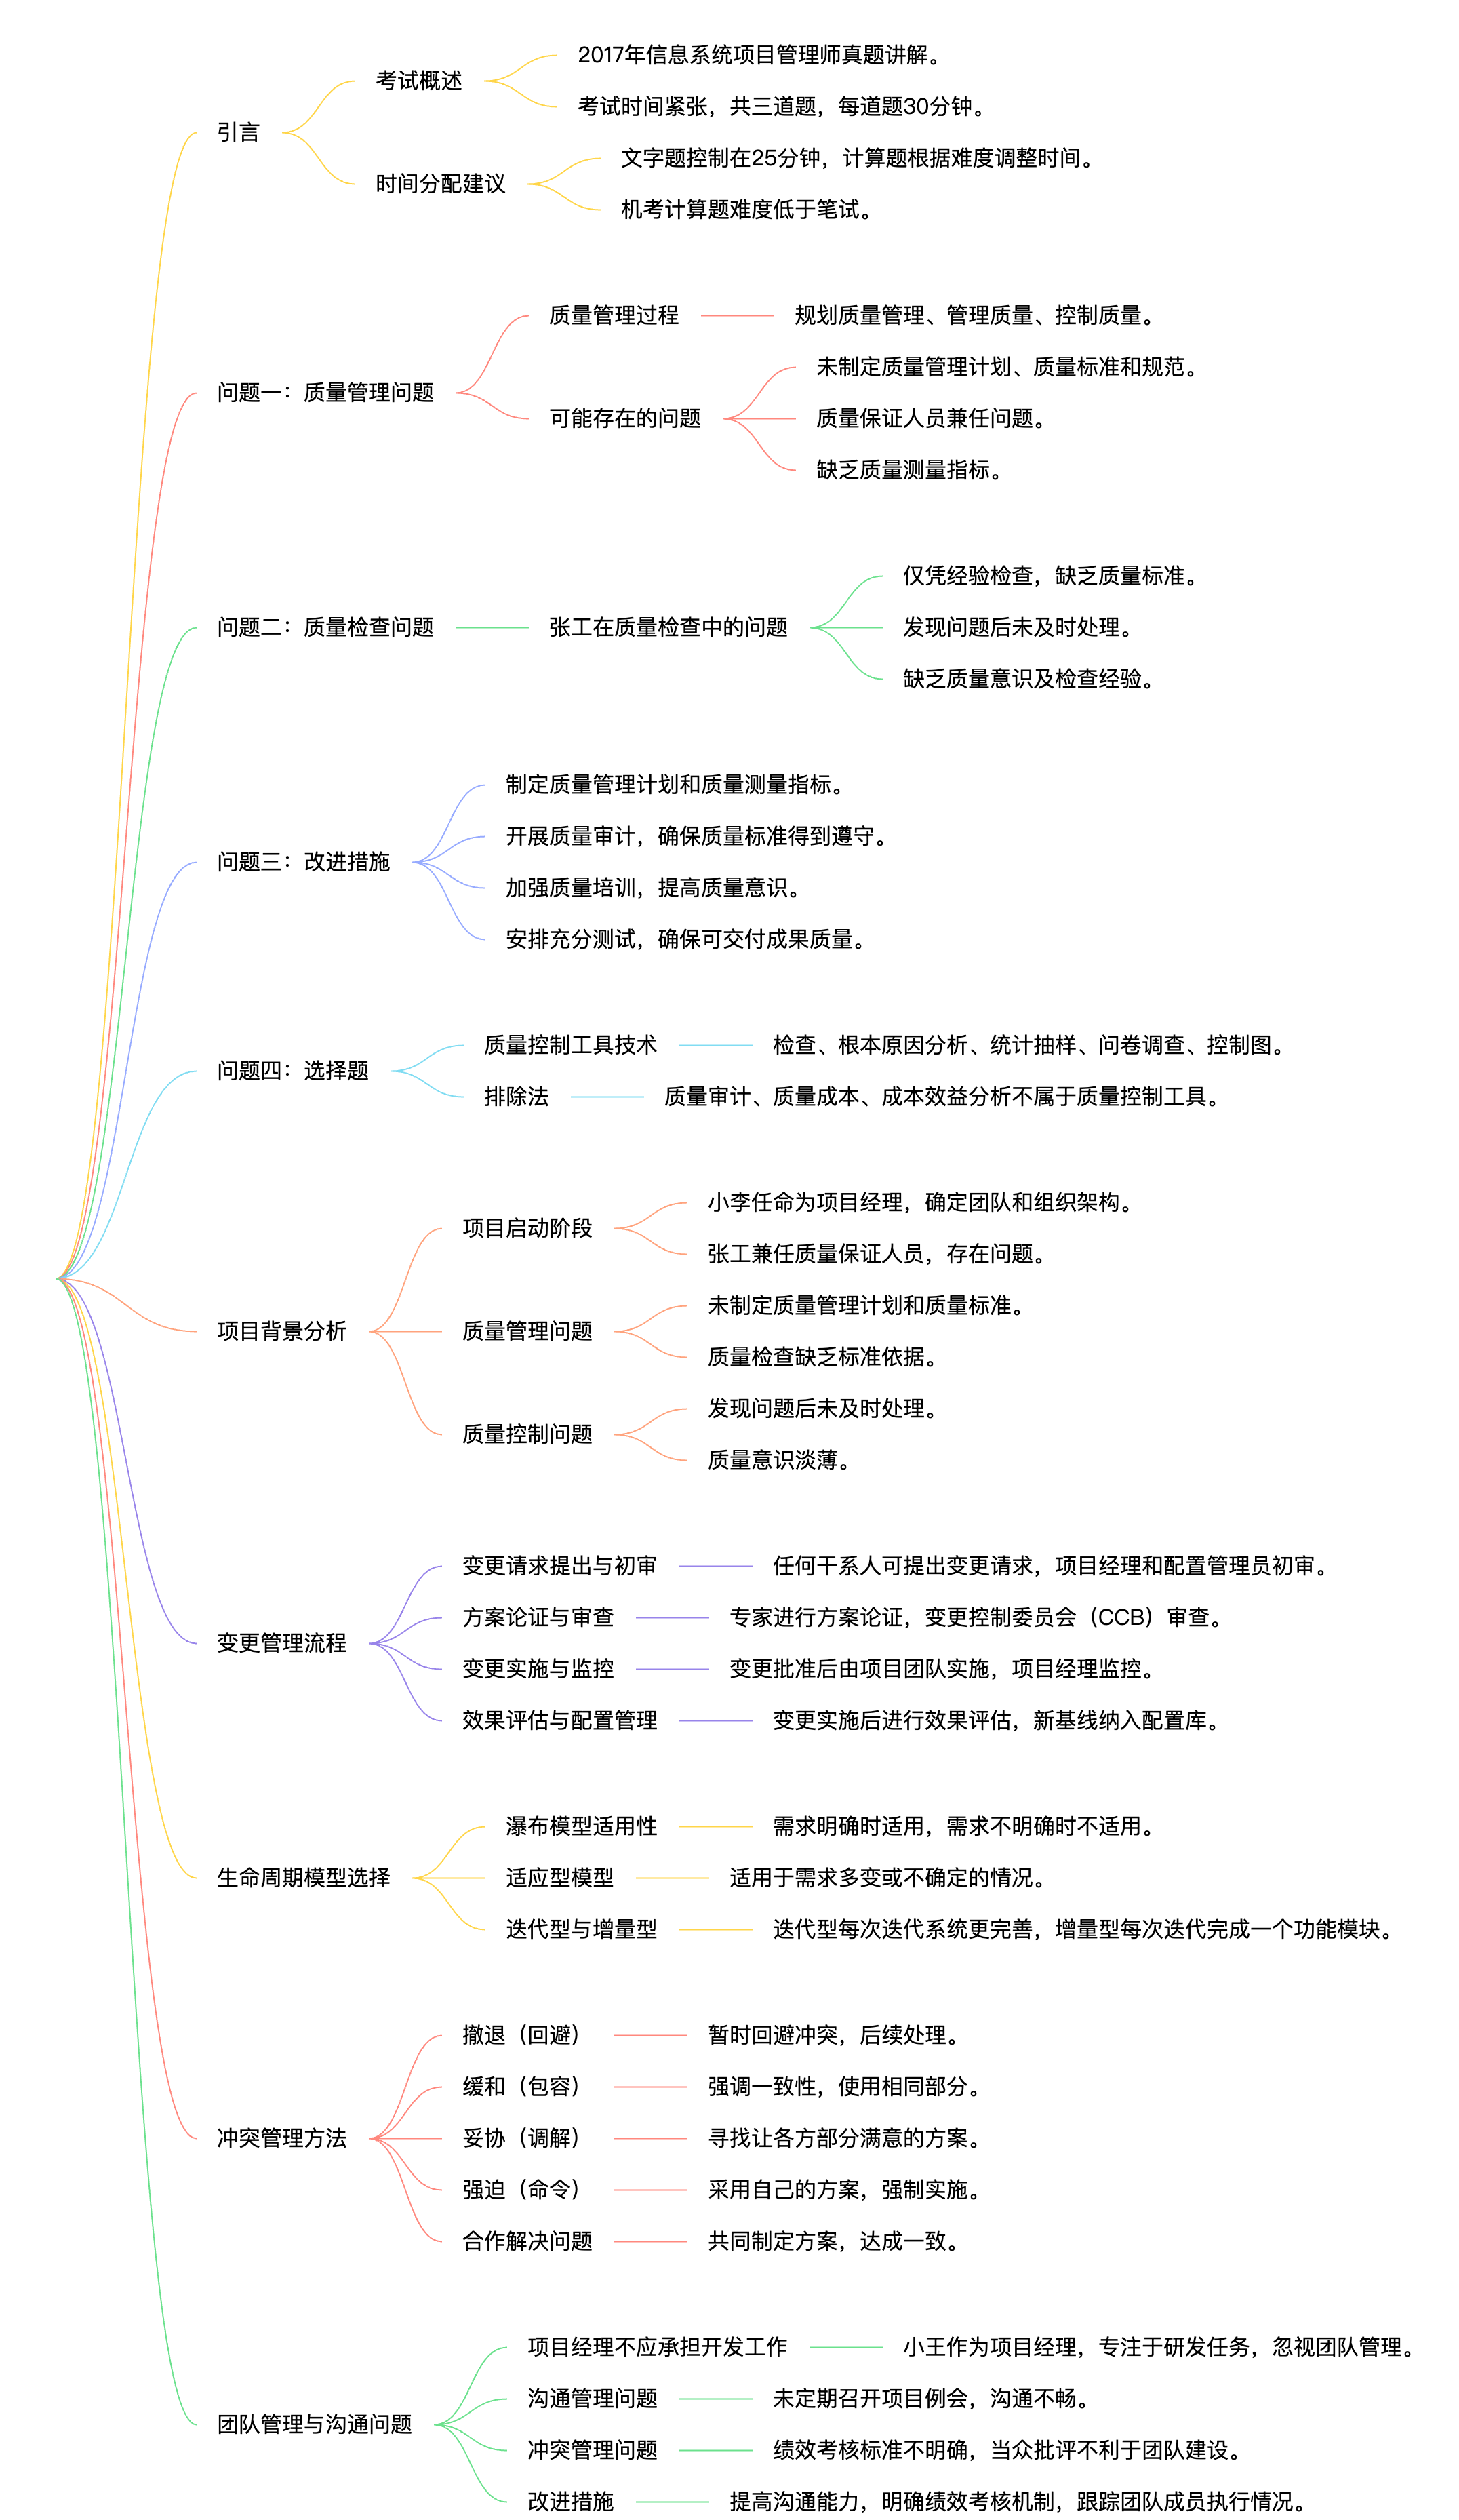 引言
考试概述
2017年信息系统项目管理师真题讲解。
考试时间紧张，共三道题，每道题30分钟。
时间分配建议
文字题控制在25分钟，计算题根据难度调整时间。
机考计算题难度低于笔试。
问题一：质量管理问题
质量管理过程
规划质量管理、管理质量、控制质量。
可能存在的问题
未制定质量管理计划、质量标准和规范。
质量保证人员兼任问题。
缺乏质量测量指标。
问题二：质量检查问题
张工在质量检查中的问题
仅凭经验检查，缺乏质量标准。
发现问题后未及时处理。
缺乏质量意识及检查经验。
问题三：改进措施
制定质量管理计划和质量测量指标。
开展质量审计，确保质量标准得到遵守。
加强质量培训，提高质量意识。
安排充分测试，确保可交付成果质量。
问题四：选择题
质量控制工具技术
检查、根本原因分析、统计抽样、问卷调查、控制图。
排除法
质量审计、质量成本、成本效益分析不属于质量控制工具。
项目背景分析
项目启动阶段
小李任命为项目经理，确定团队和组织架构。
张工兼任质量保证人员，存在问题。
质量管理问题
未制定质量管理计划和质量标准。
质量检查缺乏标准依据。
质量控制问题
发现问题后未及时处理。
质量意识淡薄。
变更管理流程
变更请求提出与初审
任何干系人可提出变更请求，项目经理和配置管理员初审。
方案论证与审查
专家进行方案论证，变更控制委员会（CCB）审查。
变更实施与监控
变更批准后由项目团队实施，项目经理监控。
效果评估与配置管理
变更实施后进行效果评估，新基线纳入配置库。
生命周期模型选择
瀑布模型适用性
需求明确时适用，需求不明确时不适用。
适应型模型
适用于需求多变或不确定的情况。
迭代型与增量型
迭代型每次迭代系统更完善，增量型每次迭代完成一个功能模块。
冲突管理方法
撤退（回避）
暂时回避冲突，后续处理。
缓和（包容）
强调一致性，使用相同部分。
妥协（调解）
寻找让各方部分满意的方案。
强迫（命令）
采用自己的方案，强制实施。
合作解决问题
共同制定方案，达成一致。
团队管理与沟通问题
项目经理不应承担开发工作
小王作为项目经理，专注于研发任务，忽视团队管理。
沟通管理问题
未定期召开项目例会，沟通不畅。
冲突管理问题
绩效考核标准不明确，当众批评不利于团队建设。
改进措施
提高沟通能力，明确绩效考核机制，跟踪团队成员执行情况。